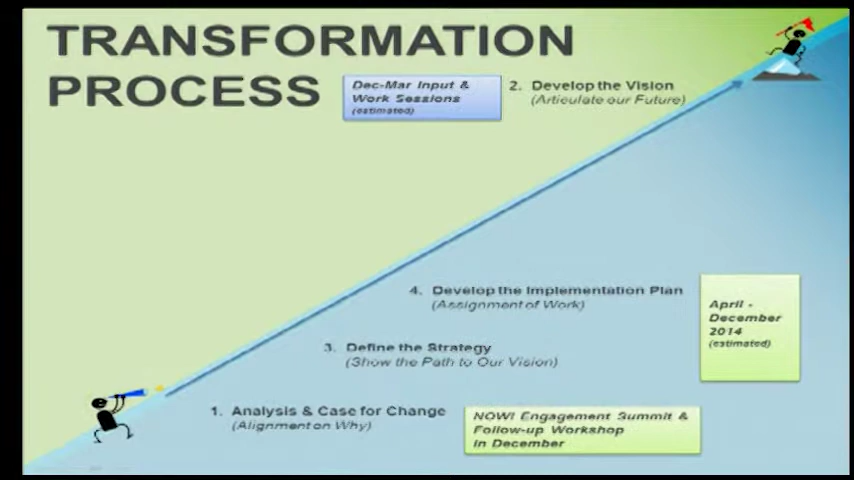 TRANSFORMATION
PROCESS
Dec-Mar Input &
Work Sessions
(estimated)
2. Develop the Vision
(Articulate our Future)
4. Develop the Implementation Plan
(Assignment of Work)
April -
December
2014
(estimated)
3. Define the Strategy
(Show the Path to Our Vision)
1. Analysis & Case for Change
(Alignment on Why)
NOW! Engagement Summit &
Follow-up Workshop
in December